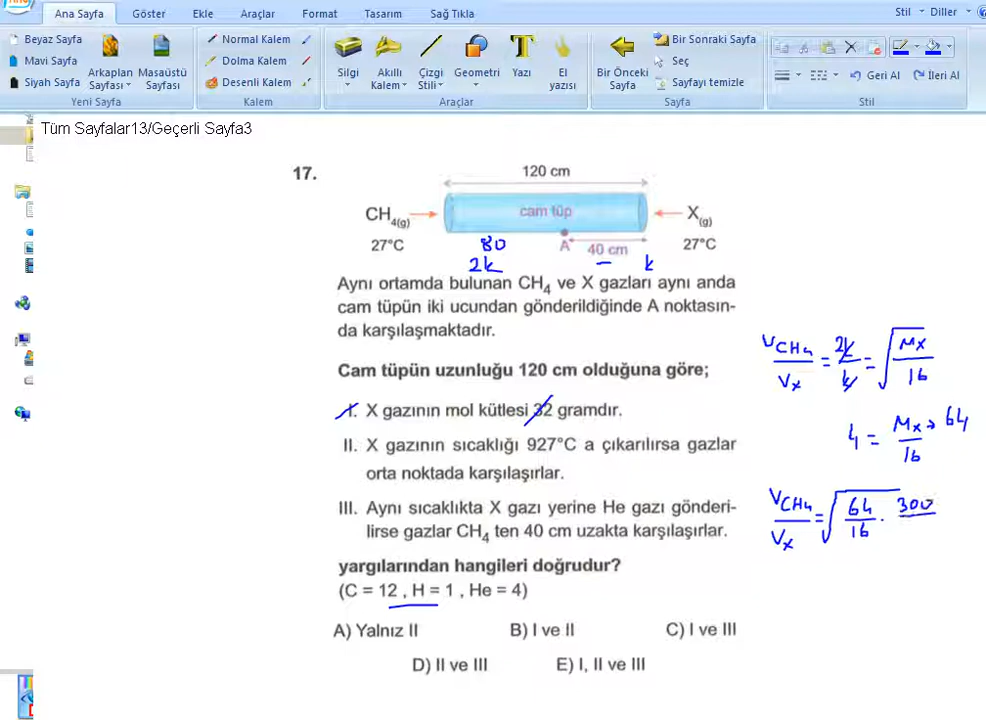 Ana Sayfa Göster Ekle Araçlar Format Tasarım Sağ Tıkla Stil Diller
Beyaz Sayfa
Mavi Sayfa
Siyah Sayfa
Arkaplan Sayfası
Masaüstü Sayfası
Yeni Sayfa
Normal Kalem
Dolma Kalem
Desenli Kalem
Kalem
Silgi
Akıllı Kalem
Çizgi Stili
Geometri
Yazı
El yazısı
Araçlar
Bir Önceki Sayfa
Bir Sonraki Sayfa
Seç
Sayfayı temizle
Sayfa
Geri Al İleri Al
Stil
Tüm Sayfalar13/Geçerli Sayfa3
17.
120 cm
CH4(g) cam tüp X(g)
27°C 80 A 40 cm 27°C
2k k
Aynı ortamda bulunan CH4 ve X gazları aynı anda
cam tüpün iki ucundan gönderildiğinde A noktasın-
da karşılaşmaktadır.
Cam tüpün uzunluğu 120 cm olduğuna göre;
I. X gazının mol kütlesi 32 gramdır.
II. X gazının sıcaklığı 927°C a çıkarılırsa gazlar
orta noktada karşılaşırlar.
III. Aynı sıcaklıkta X gazı yerine He gazı gönderi-
lirse gazlar CH4 ten 40 cm uzakta karşılaşırlar.
yargılarından hangileri doğrudur?
(C = 12 , H = 1 , He = 4)
A) Yalnız II B) I ve II C) I ve III
D) II ve III E) I, II ve III
VCH4/Vx = 2k/k = √(Mx/16)
4 = Mx/16 → 64
VCH4/Vx = √(64/16 · 300